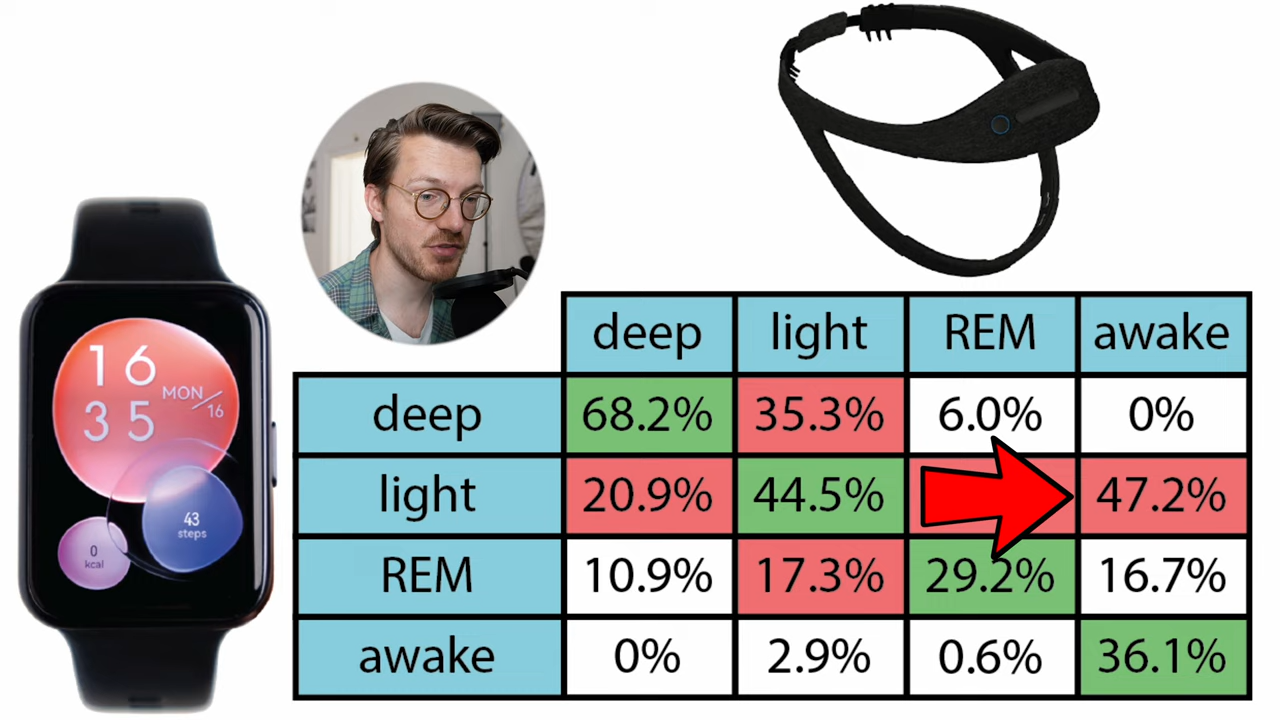 16
35
MON
16
43
steps
0
kcal
deep light REM awake
deep 68.2% 35.3% 6.0% 0%
light 20.9% 44.5% 47.2%
REM 10.9% 17.3% 29.2% 16.7%
awake 0% 2.9% 0.6% 36.1%